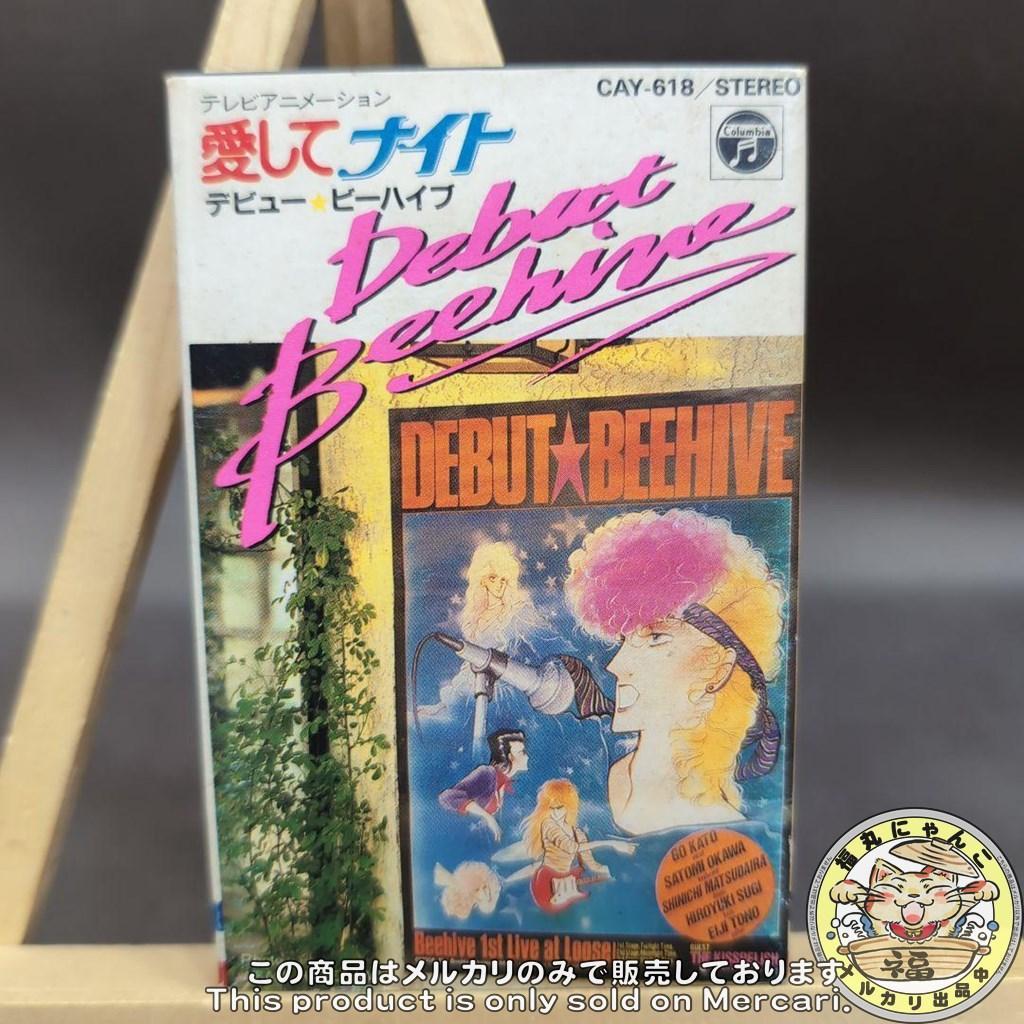 CAY-618/STEREO
テレビアニメーション
Columbia
愛してナイト
デビュー★ビーハイブ
Debut
Beehive
DEBUT★BEEHIVE
GO KATO
SATOMI OKAWA
SHINICHI MATSUDAIRA
HIROYUKI SUGI
EIJI TONO
Beehive 1st Live at Loose
GUEST
THE KISSRELISH
この商品はメルカリのみで販売しております。
This product is only sold on Mercari.
福丸にゃんこ
福
メルカリ出品中